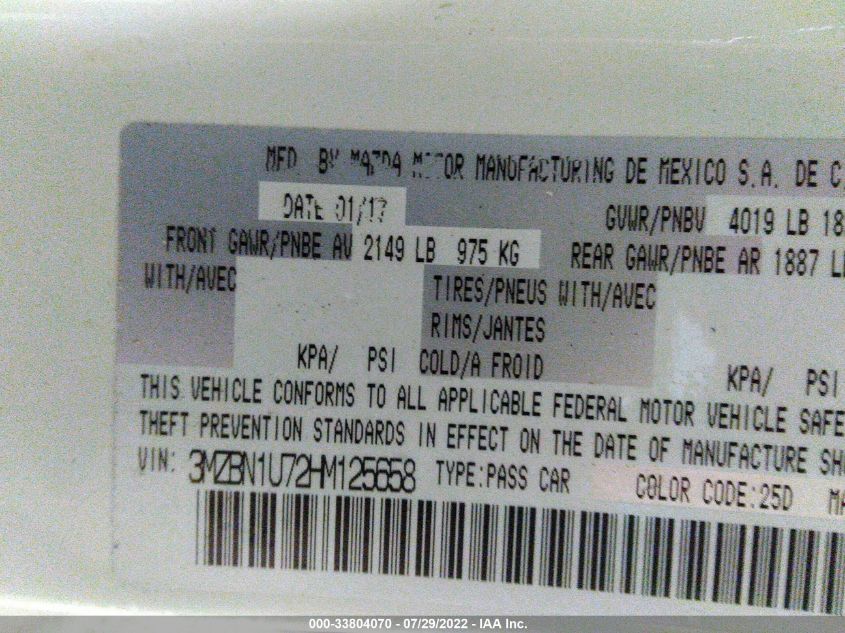 MFD. BY MAZDA MOTOR MANUFACTURING DE MEXICO S.A. DE C.
DATE 01/17 GVWR/PNBV 4019 LB 18
FRONT GAWR/PNBE AV 2149 LB 975 KG REAR GAWR/PNBE AR 1887 L
WITH/AVEC TIRES/PNEUS WITH/AVEC
RIMS/JANTES
KPA/ PSI COLD/A FROID KPA/ PSI
THIS VEHICLE CONFORMS TO ALL APPLICABLE FEDERAL MOTOR VEHICLE SAFE
THEFT PREVENTION STANDARDS IN EFFECT ON THE DATE OF MANUFACTURE SH
VIN: 3MZBN1U72HM125658 TYPE:PASS CAR COLOR CODE:25D MA
000-33804070 - 07/29/2022 - IAA Inc.